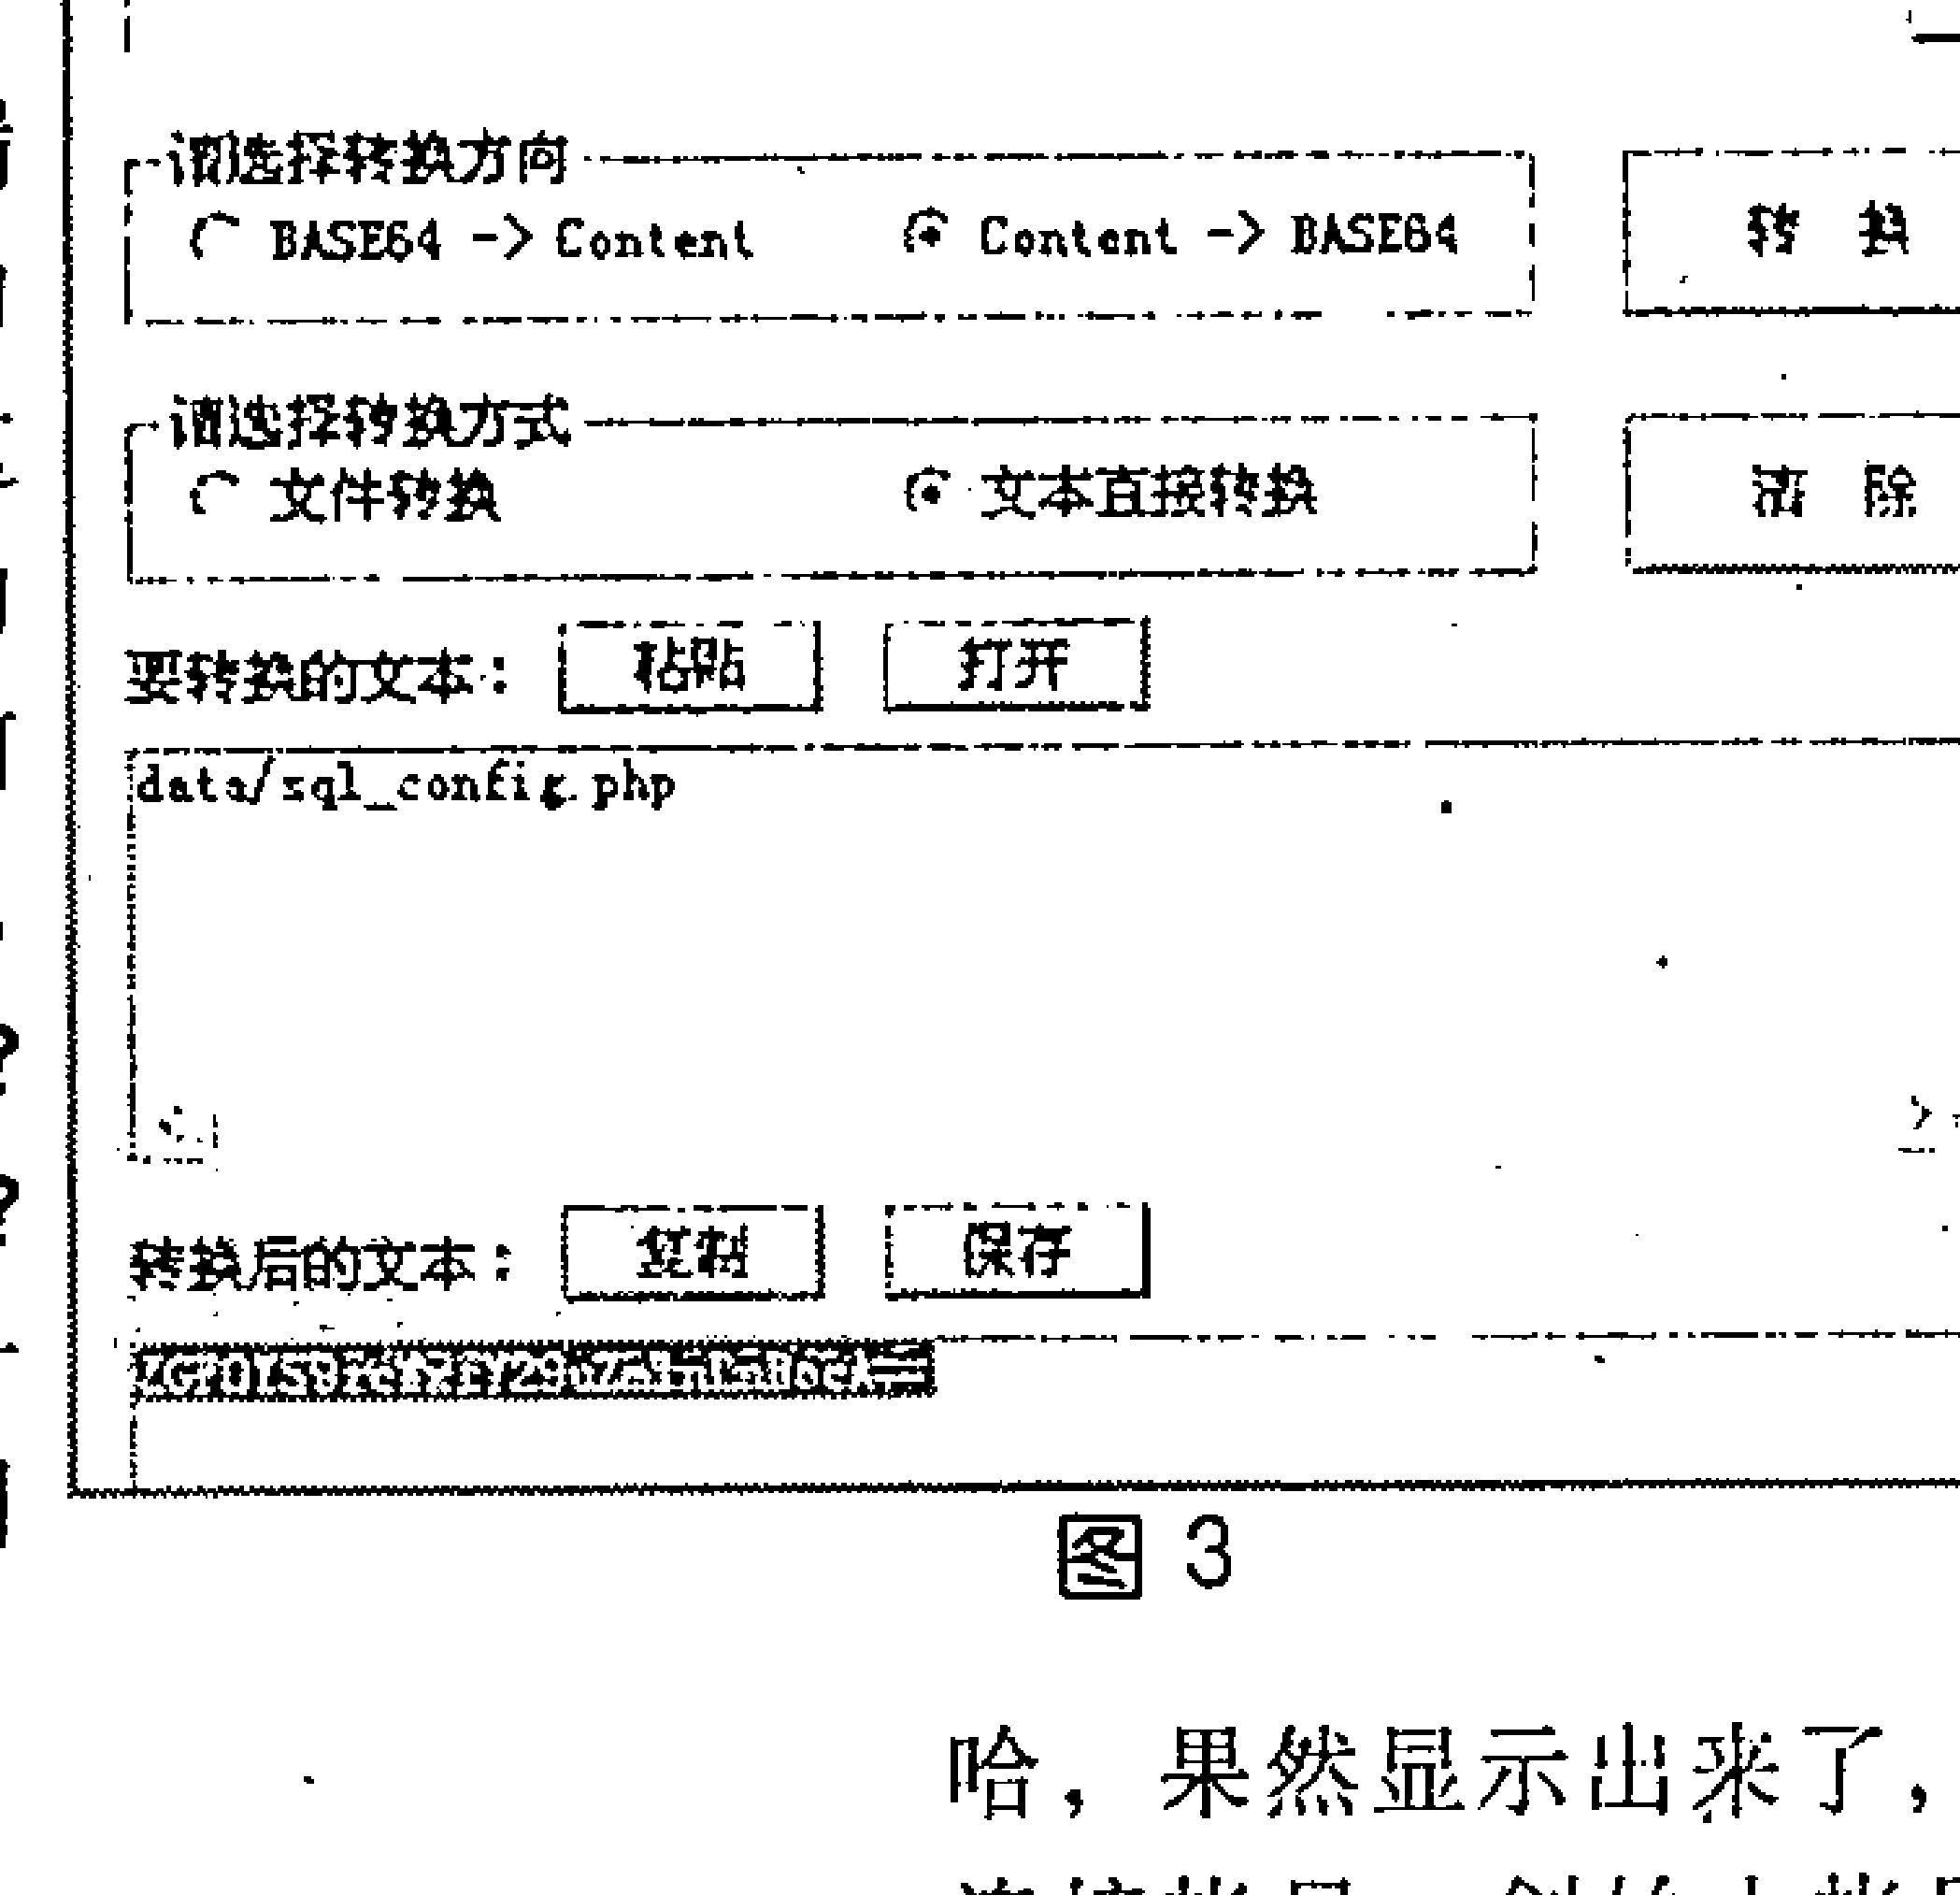 请选择转换方向
BASE64 -> Content Content -> BASE64 转 换
请选择转换方式
文件转换 文本直接转换 清 除
要转换的文本： 粘贴 打开
data/sql_config.php
转换后的文本： 复制 保存
图 3
哈，果然显示出来了，